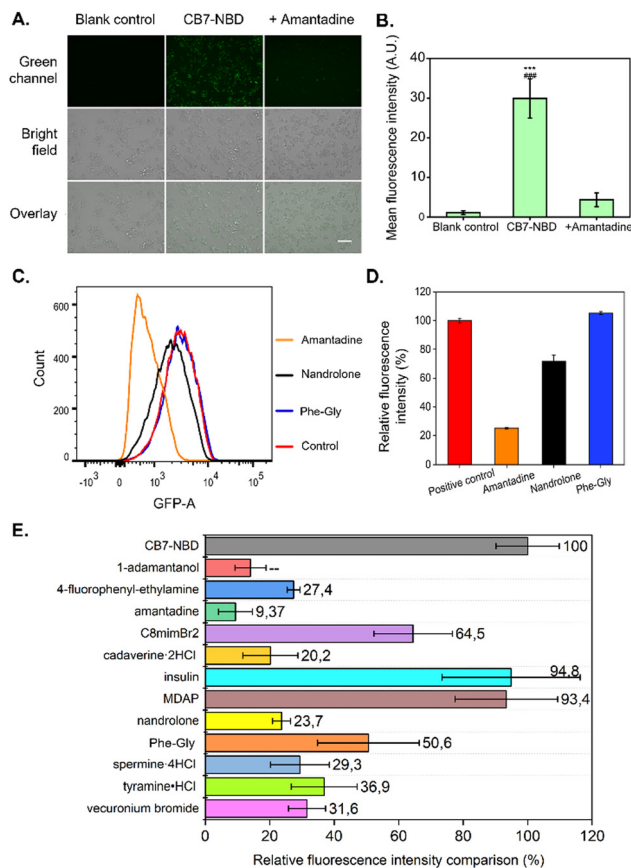 A.
Blank control CB7-NBD + Amantadine
Green channel
Bright field
Overlay
B.
Mean fluorescence intensity (A.U.)
40
30
20
10
0
***
###
Blank control CB7-NBD +Amantadine
C.
Count
600
400
200
0
-10³ 0 10³ 10⁴ 10⁵
GFP-A
Amantadine
Nandrolone
Phe-Gly
Control
D.
Relative fluorescence intensity (%)
120
100
80
60
40
20
0
Positive control Amantadine Nandrolone Phe-Gly
E.
CB7-NBD 100
1-adamantanol --
4-fluorophenyl-ethylamine 27,4
amantadine 9,37
C8mimBr2 64,5
cadaverine·2HCl 20,2
insulin 94,8
MDAP 93,4
nandrolone 23,7
Phe-Gly 50,6
spermine·4HCl 29,3
tyramine•HCl 36,9
vecuronium bromide 31,6
0 20 40 60 80 100 120
Relative fluorescence intensity comparison (%)